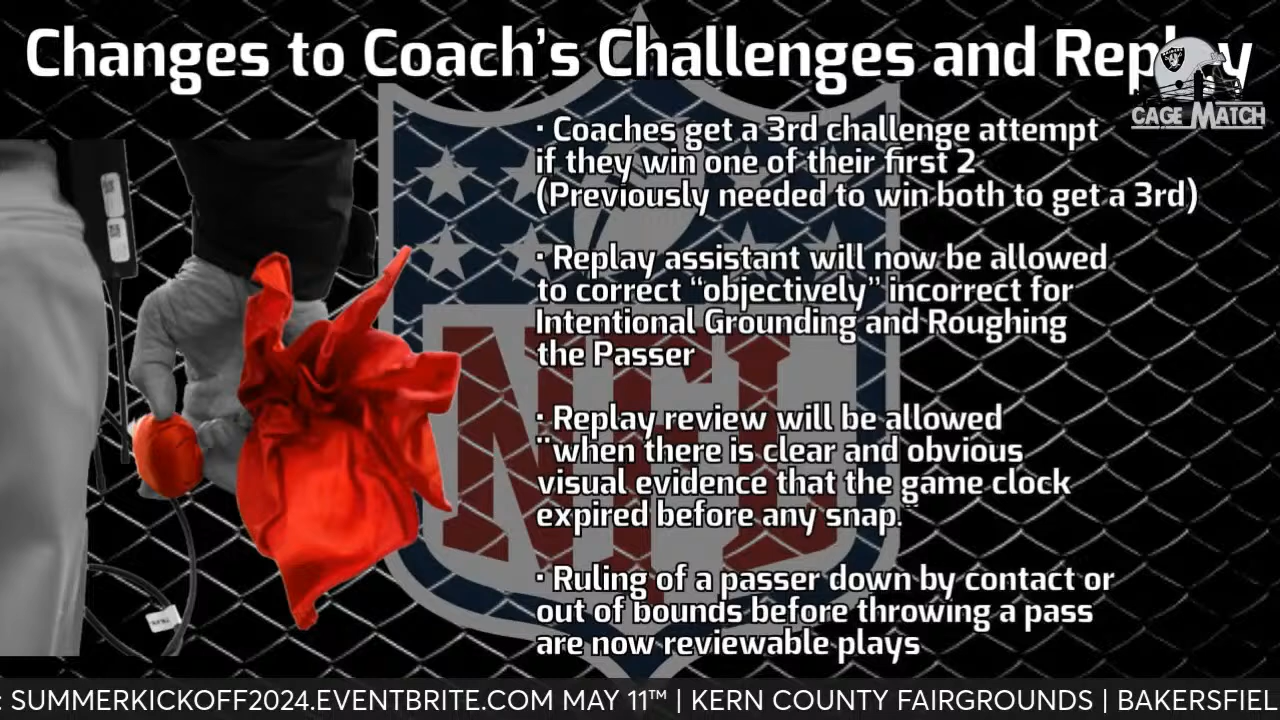 Changes to Coach's Challenges and Replay
CAGE MATCH
· Coaches get a 3rd challenge attempt
if they win one of their first 2
(Previously needed to win both to get a 3rd)
· Replay assistant will now be allowed
to correct “objectively” incorrect for
Intentional Grounding and Roughing
the Passer
· Replay review will be allowed
"when there is clear and obvious
visual evidence that the game clock
expired before any snap."
· Ruling of a passer down by contact or
out of bounds before throwing a pass
are now reviewable plays
NFL
: SUMMERKICKOFF2024.EVENTBRITE.COM MAY 11™ | KERN COUNTY FAIRGROUNDS | BAKERSFIEL